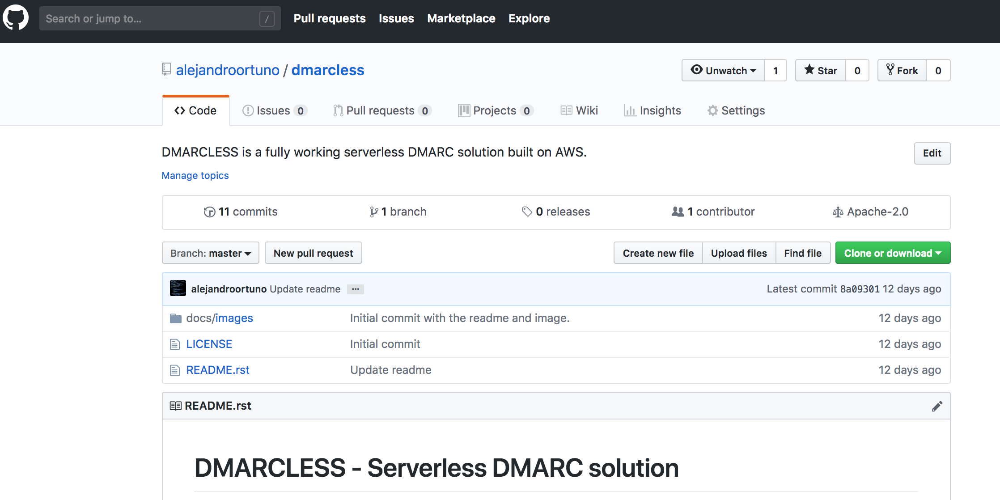 Search or jump to... /
Pull requests Issues Marketplace Explore
alejandroortuno / dmarcless
Unwatch 1 Star 0 Fork 0
Code Issues 0 Pull requests 0 Projects 0 Wiki Insights Settings
DMARCLESS is a fully working serverless DMARC solution built on AWS.
Edit
Manage topics
11 commits 1 branch 0 releases 1 contributor Apache-2.0
Branch: master New pull request Create new file Upload files Find file Clone or download
alejandroortuno Update readme ... Latest commit 8a09301 12 days ago
docs/images Initial commit with the readme and image. 12 days ago
LICENSE Initial commit 12 days ago
README.rst Update readme 12 days ago
README.rst
DMARCLESS - Serverless DMARC solution